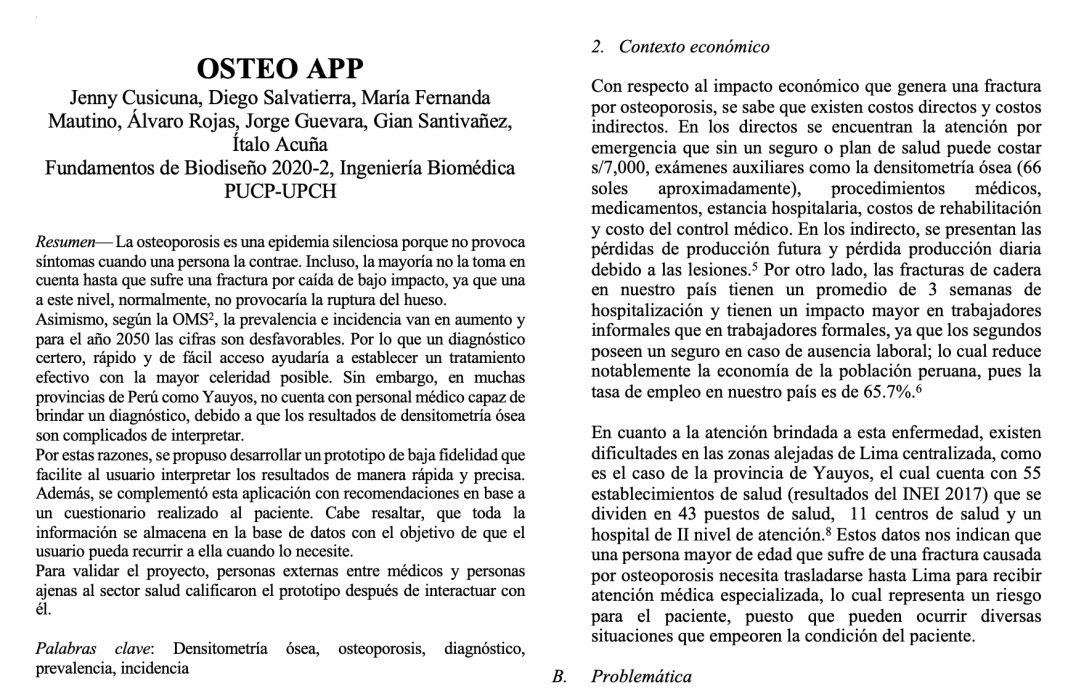 OSTEO APP
Jenny Cusicuna, Diego Salvatierra, María Fernanda
Mautino, Álvaro Rojas, Jorge Guevara, Gian Santivañez,
Ítalo Acuña
Fundamentos de Biodiseño 2020-2, Ingeniería Biomédica
PUCP-UPCH
Resumen— La osteoporosis es una epidemia silenciosa porque no provoca
síntomas cuando una persona la contrae. Incluso, la mayoría no la toma en
cuenta hasta que sufre una fractura por caída de bajo impacto, ya que una
a este nivel, normalmente, no provocaría la ruptura del hueso.
Asimismo, según la OMS², la prevalencia e incidencia van en aumento y
para el año 2050 las cifras son desfavorables. Por lo que un diagnóstico
certero, rápido y de fácil acceso ayudaría a establecer un tratamiento
efectivo con la mayor celeridad posible. Sin embargo, en muchas
provincias de Perú como Yauyos, no cuenta con personal médico capaz de
brindar un diagnóstico, debido a que los resultados de densitometría ósea
son complicados de interpretar.
Por estas razones, se propuso desarrollar un prototipo de baja fidelidad que
facilite al usuario interpretar los resultados de manera rápida y precisa.
Además, se complementó esta aplicación con recomendaciones en base a
un cuestionario realizado al paciente. Cabe resaltar, que toda la
información se almacena en la base de datos con el objetivo de que el
usuario pueda recurrir a ella cuando lo necesite.
Para validar el proyecto, personas externas entre médicos y personas
ajenas al sector salud calificaron el prototipo después de interactuar con
él.
Palabras clave: Densitometría ósea, osteoporosis, diagnóstico,
prevalencia, incidencia
2. Contexto económico
Con respecto al impacto económico que genera una fractura
por osteoporosis, se sabe que existen costos directos y costos
indirectos. En los directos se encuentran la atención por
emergencia que sin un seguro o plan de salud puede costar
s/7,000, exámenes auxiliares como la densitometría ósea (66
soles aproximadamente), procedimientos médicos,
medicamentos, estancia hospitalaria, costos de rehabilitación
y costo del control médico. En los indirecto, se presentan las
pérdidas de producción futura y pérdida producción diaria
debido a las lesiones.⁵ Por otro lado, las fracturas de cadera
en nuestro país tienen un promedio de 3 semanas de
hospitalización y tienen un impacto mayor en trabajadores
informales que en trabajadores formales, ya que los segundos
poseen un seguro en caso de ausencia laboral; lo cual reduce
notablemente la economía de la población peruana, pues la
tasa de empleo en nuestro país es de 65.7%.⁶
En cuanto a la atención brindada a esta enfermedad, existen
dificultades en las zonas alejadas de Lima centralizada, como
es el caso de la provincia de Yauyos, el cual cuenta con 55
establecimientos de salud (resultados del INEI 2017) que se
dividen en 43 puestos de salud, 11 centros de salud y un
hospital de II nivel de atención.⁸ Estos datos nos indican que
una persona mayor de edad que sufre de una fractura causada
por osteoporosis necesita trasladarse hasta Lima para recibir
atención médica especializada, lo cual representa un riesgo
para el paciente, puesto que pueden ocurrir diversas
situaciones que empeoren la condición del paciente.
B. Problemática